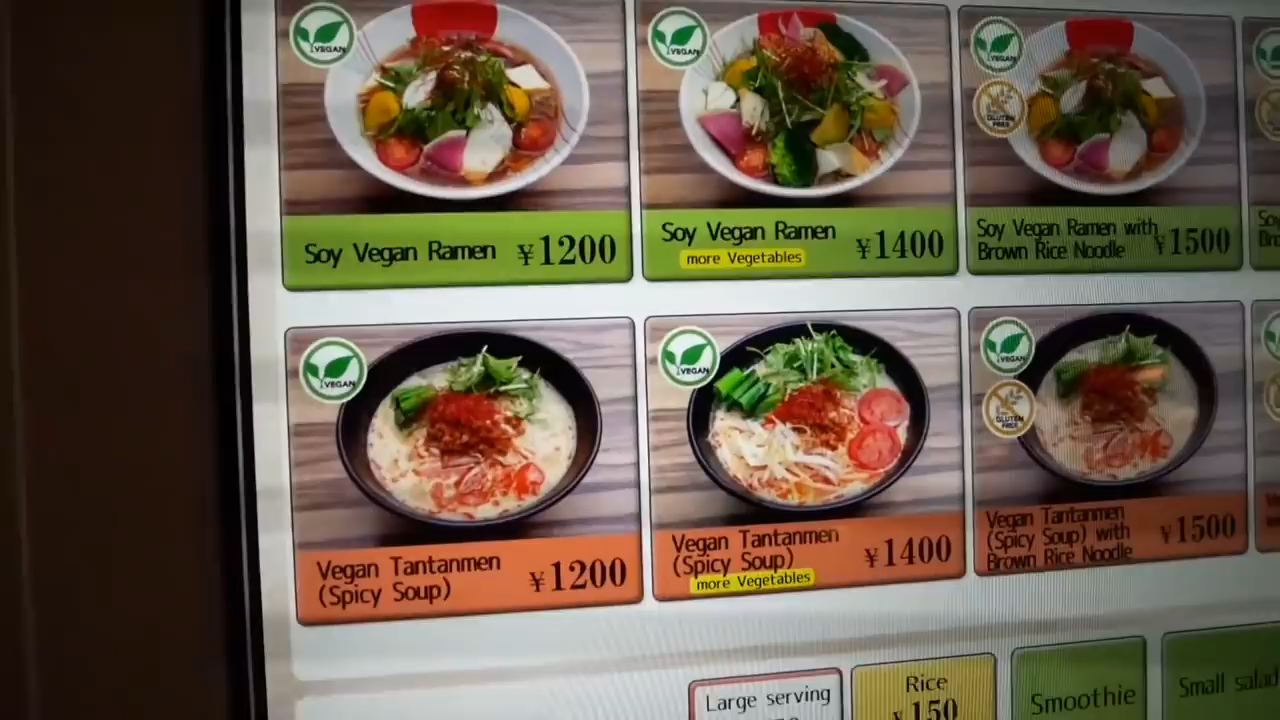 VEGAN
VEGAN
VEGAN
GLUTEN
FREE
Soy Vegan Ramen ¥1200
Soy Vegan Ramen
more Vegetables
¥1400
Soy Vegan Ramen with
Brown Rice Noodle
¥1500
VEGAN
VEGAN
VEGAN
GLUTEN
FREE
Vegan Tantanmen
(Spicy Soup)
¥1200
Vegan Tantanmen
(Spicy Soup)
more Vegetables
¥1400
Vegan Tantanmen
(Spicy Soup) with
Brown Rice Noodle
¥1500
Large serving
Rice
¥150
Smoothie
Small salad